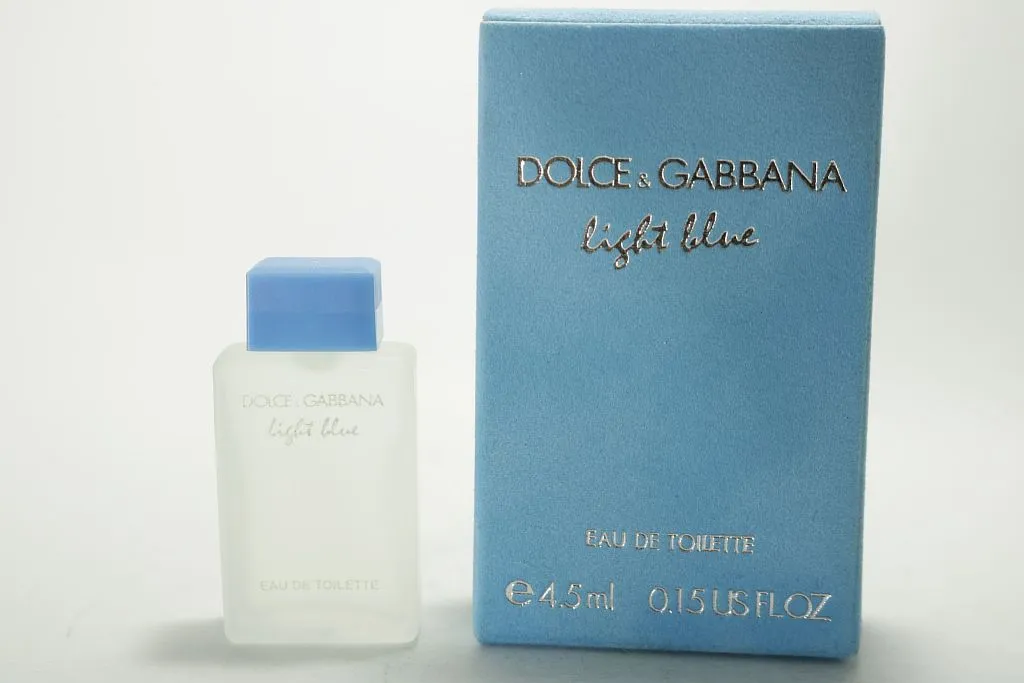 DOLCE & GABBANA
light blue
EAU DE TOILETTE
DOLCE & GABBANA
light blue
EAU DE TOILETTE
℮ 4.5 ml 0.15 US FL OZ